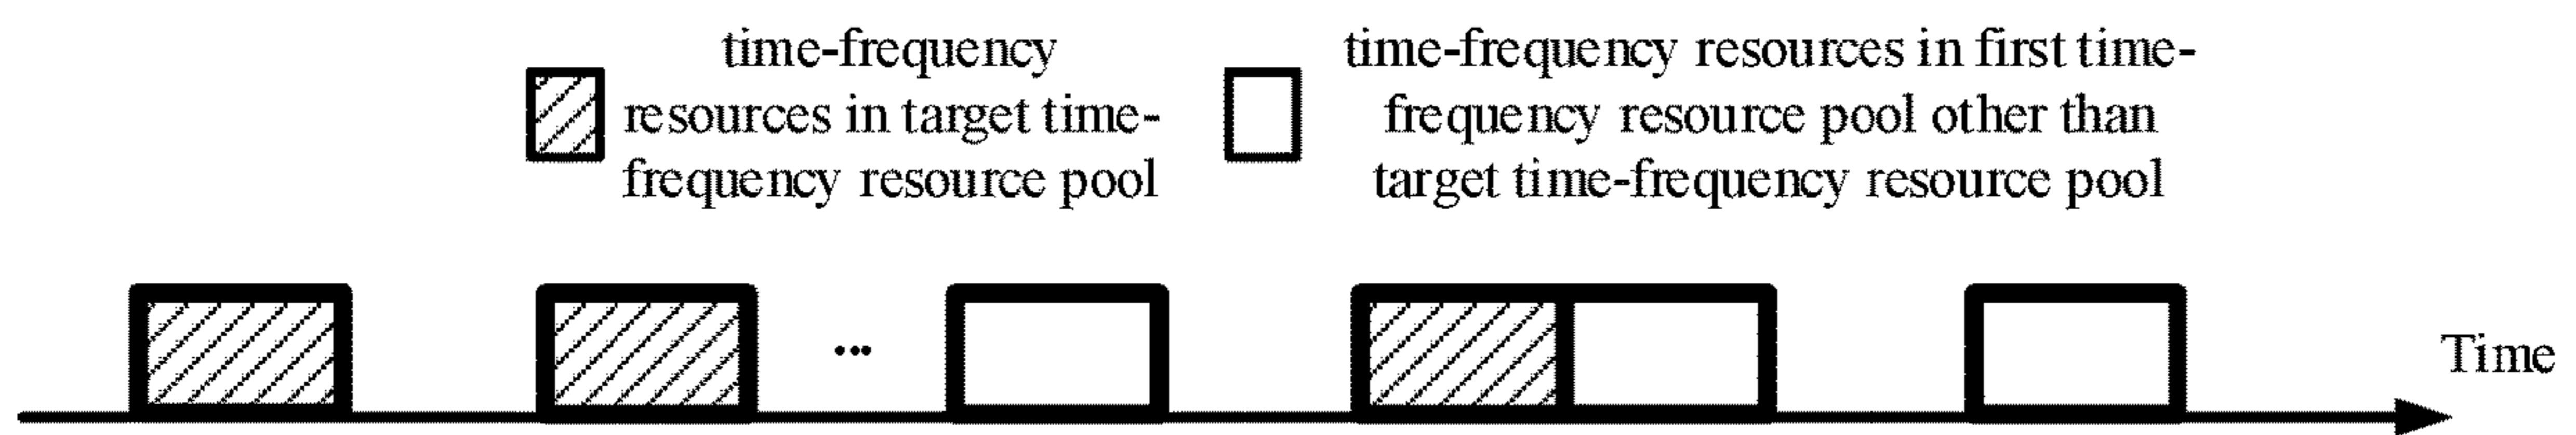 time-frequency
resources in target time-
frequency resource pool
time-frequency resources in first time-
frequency resource pool other than
target time-frequency resource pool
...
Time